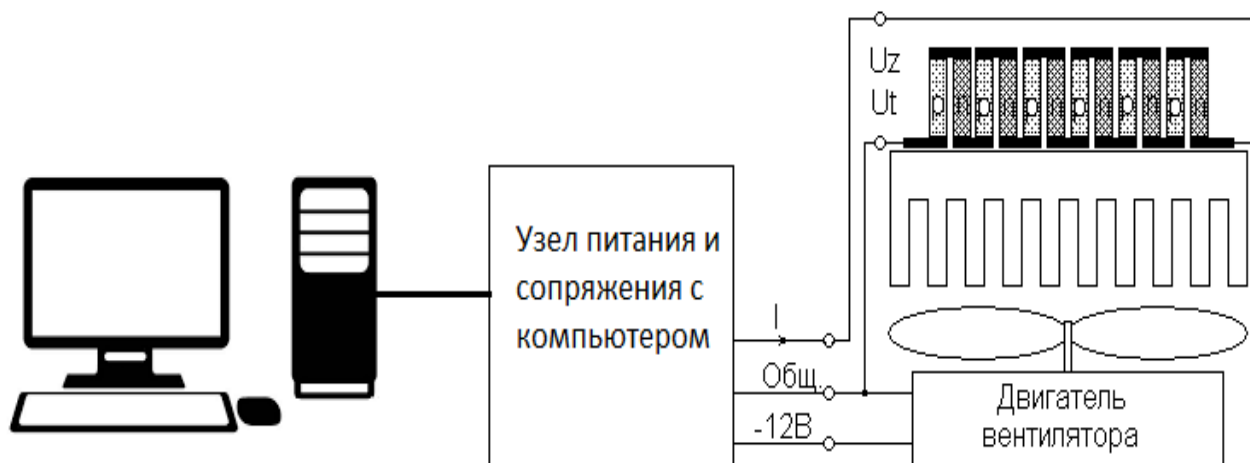 Uz
Ut
p n p n p n p n p n p n
Узел питания и
сопряжения с
компьютером
I
Общ.
-12В
Двигатель
вентилятора